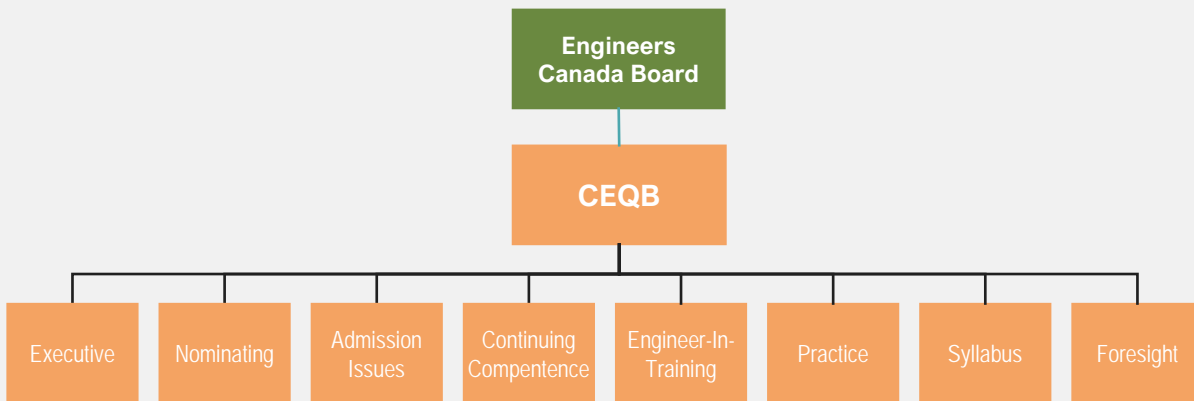 Engineers
Canada Board
CEQB
Executive
Nominating
Admission
Issues
Continuing
Compentence
Engineer-In-
Training
Practice
Syllabus
Foresight